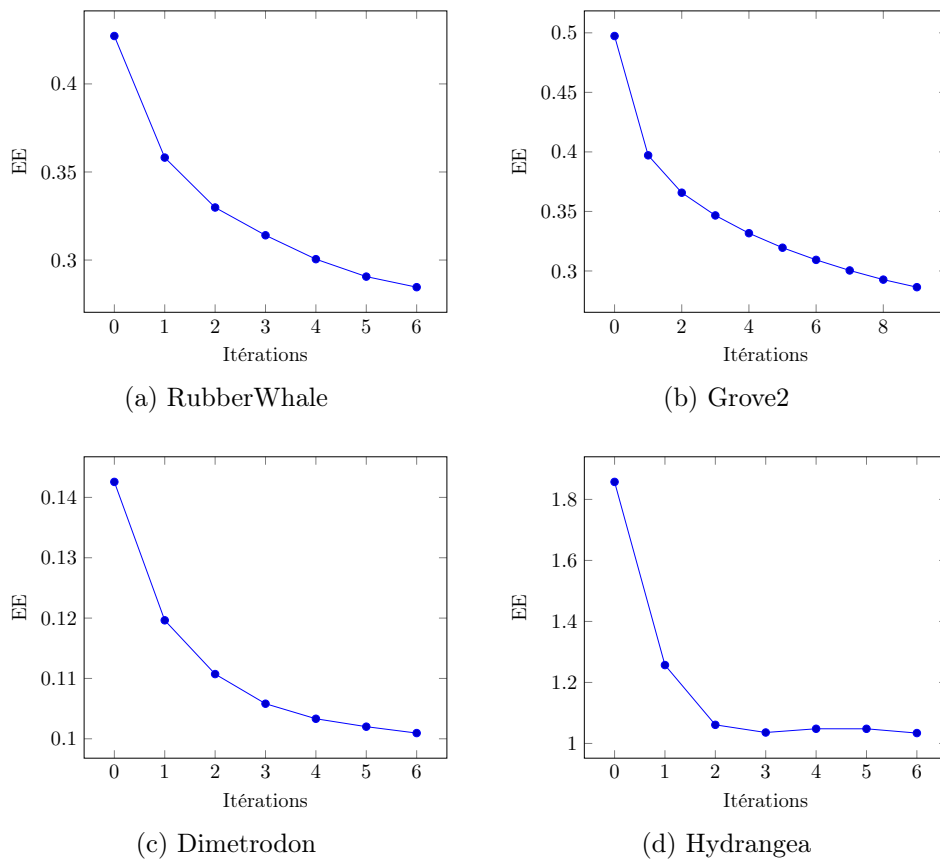 0.4
0.35
0.3
EE
0 1 2 3 4 5 6
Itérations
(a) RubberWhale
0.5
0.45
0.4
0.35
0.3
EE
0 2 4 6 8
Itérations
(b) Grove2
0.14
0.13
0.12
0.11
0.1
EE
0 1 2 3 4 5 6
Itérations
(c) Dimetrodon
1.8
1.6
1.4
1.2
1
EE
0 1 2 3 4 5 6
Itérations
(d) Hydrangea